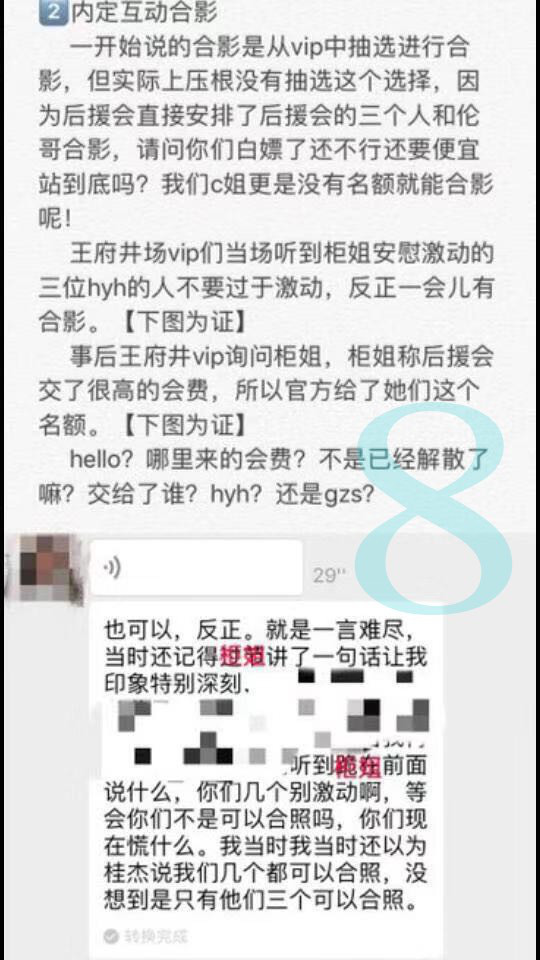 2 内定互动合影
一开始说的合影是从vip中抽选进行合
影，但实际上压根没有抽选这个选择，因
为后援会直接安排了后援会的三个人和伦
哥合影，请问你们白嫖了还不行还要便宜
站到底吗？我们c姐更是没有名额就能合影
呢！
王府井场vip们当场听到柜姐安慰激动的
三位hyh的人不要过于激动，反正一会儿有
合影。【下图为证】
事后王府井vip询问柜姐，柜姐称后援会
交了很高的会费，所以官方给了她们这个
名额。【下图为证】
hello？哪里来的会费？不是已经解散了
嘛？交给了谁？hyh？还是gzs？
8
29''
也可以，反正。就是一言难尽，
当时还记得柜姐讲了一句话让我
印象特别深刻，
听到柜姐在前面
说什么，你们几个别激动啊，等
会你们不是可以合照吗，你们现
在慌什么。我当时我当时还以为
桂杰说我们几个都可以合照，没
想到是只有他们三个可以合照。
转换完成